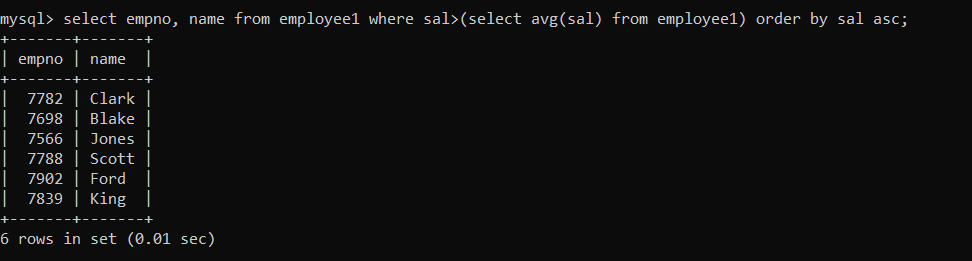 mysql> select empno, name from employee1 where sal>(select avg(sal) from employee1) order by sal asc;
+-------+-------+
| empno | name  |
+-------+-------+
|  7782 | Clark |
|  7698 | Blake |
|  7566 | Jones |
|  7788 | Scott |
|  7902 | Ford  |
|  7839 | King  |
+-------+-------+
6 rows in set (0.01 sec)